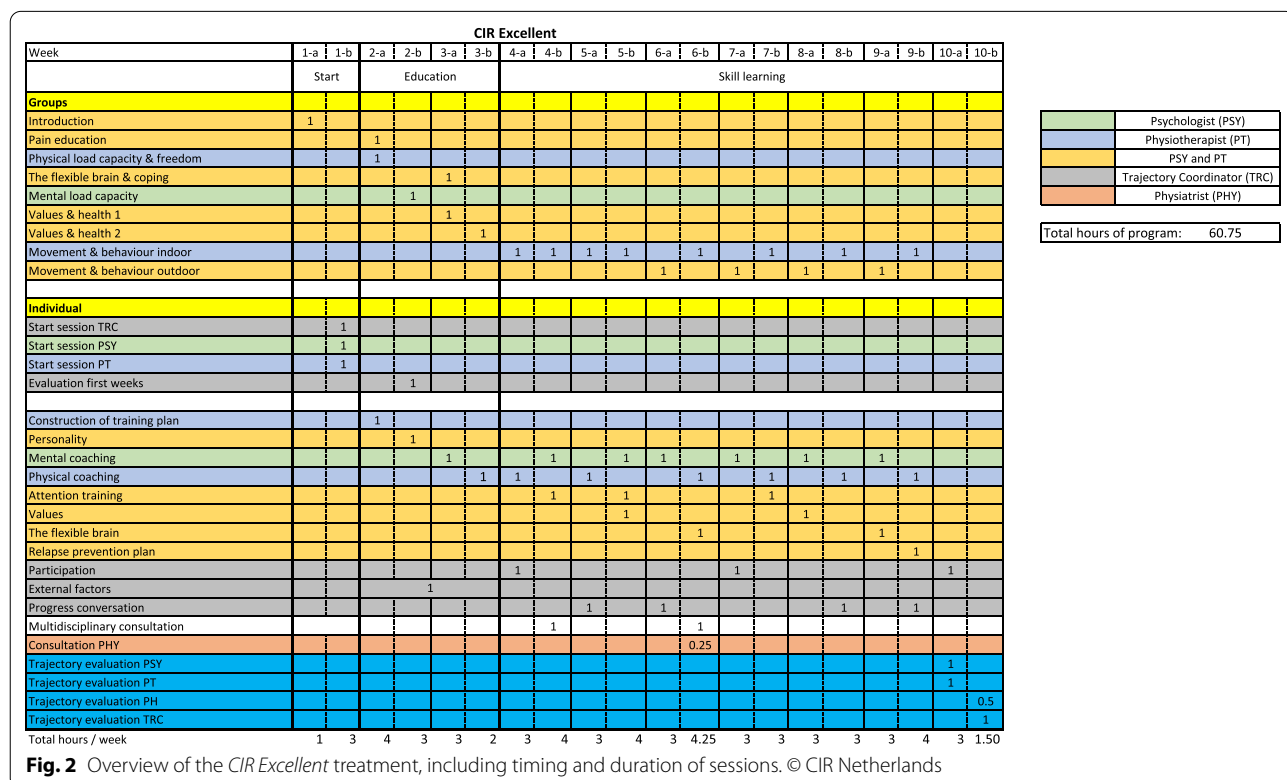 CIR Excellent
Week 1-a 1-b 2-a 2-b 3-a 3-b 4-a 4-b 5-a 5-b 6-a 6-b 7-a 7-b 8-a 8-b 9-a 9-b 10-a 10-b
Start Education Skill learning
Groups
Introduction 1
Pain education 1
Physical load capacity & freedom 1
The flexible brain & coping 1
Mental load capacity 1
Values & health 1 1
Values & health 2 1
Movement & behaviour indoor 1 1 1 1 1 1 1 1
Movement & behaviour outdoor 1 1 1 1
Individual
Start session TRC 1
Start session PSY 1
Start session PT 1
Evaluation first weeks 1
Construction of training plan 1
Personality 1
Mental coaching 1 1 1 1 1 1 1
Physical coaching 1 1 1 1 1 1 1
Attention training 1 1 1
Values 1 1
The flexible brain 1 1
Relapse prevention plan 1
Participation 1 1 1
External factors 1
Progress conversation 1 1 1 1
Multidisciplinary consultation 1 1
Consultation PHY 0.25
Trajectory evaluation PSY 1
Trajectory evaluation PT 1
Trajectory evaluation PH 0.5
Trajectory evaluation TRC 1
Total hours / week 1 3 4 3 3 2 3 4 3 4 3 4.25 3 3 3 3 3 4 3 1.50
Psychologist (PSY)
Physiotherapist (PT)
PSY and PT
Trajectory Coordinator (TRC)
Physiatrist (PHY)
Total hours of program: 60.75
Fig. 2 Overview of the CIR Excellent treatment, including timing and duration of sessions. © CIR Netherlands